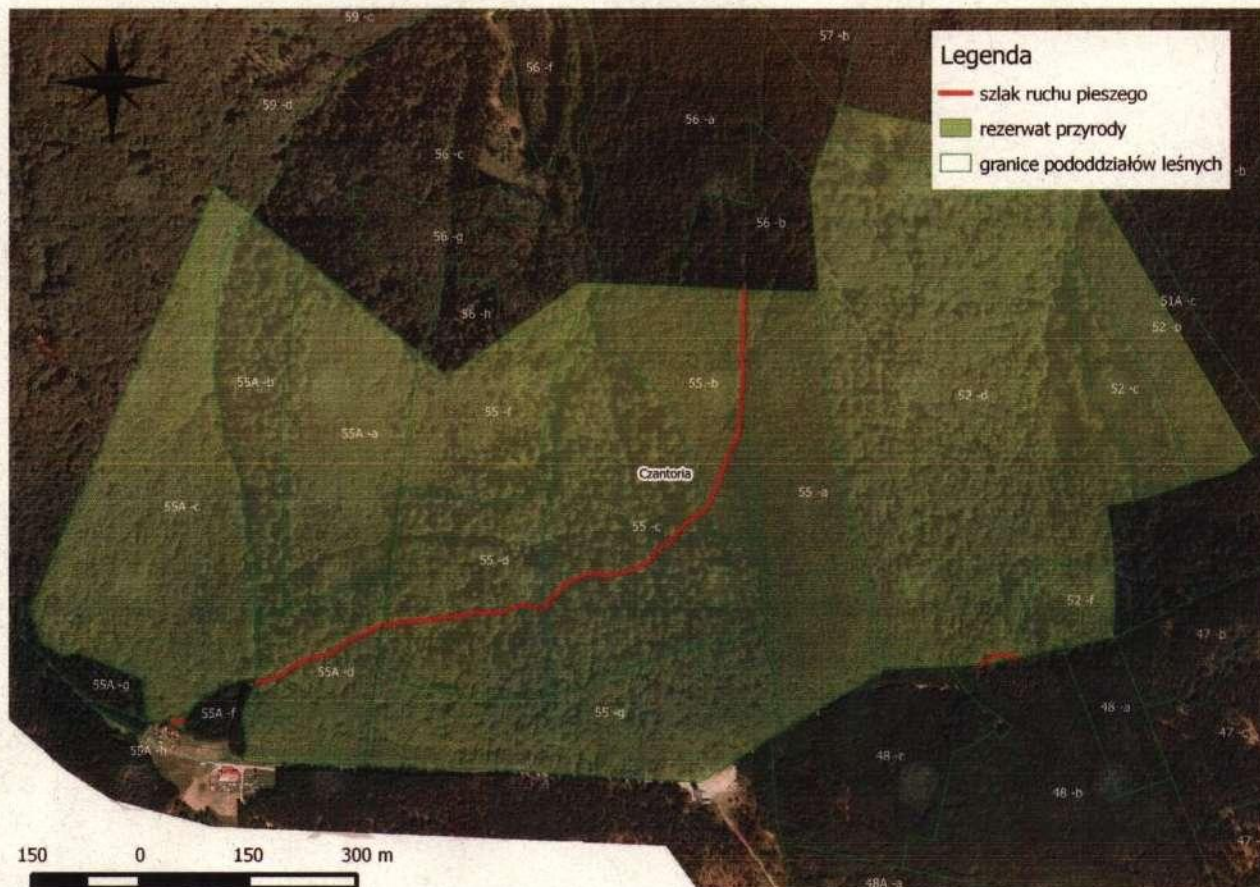 59 -c
57 -b
Legenda
szlak ruchu pieszego
rezerwat przyrody
granice pododdziałów leśnych
56 -f
59 -d
56 -a
56 -c
56 -g
56 -b
56 -h
51A -c
52 -b
55A -b
55 -b
52 -c
52 -d
55 -f
55A -a
Czantoria
55 -a
55A -c
55 -c
55 -d
52 -f
47 -b
55A -d
55A -g
55A -f
55 -g
48 -a
55A -h
48 -c
48 -b
150 0 150 300 m
48A -a